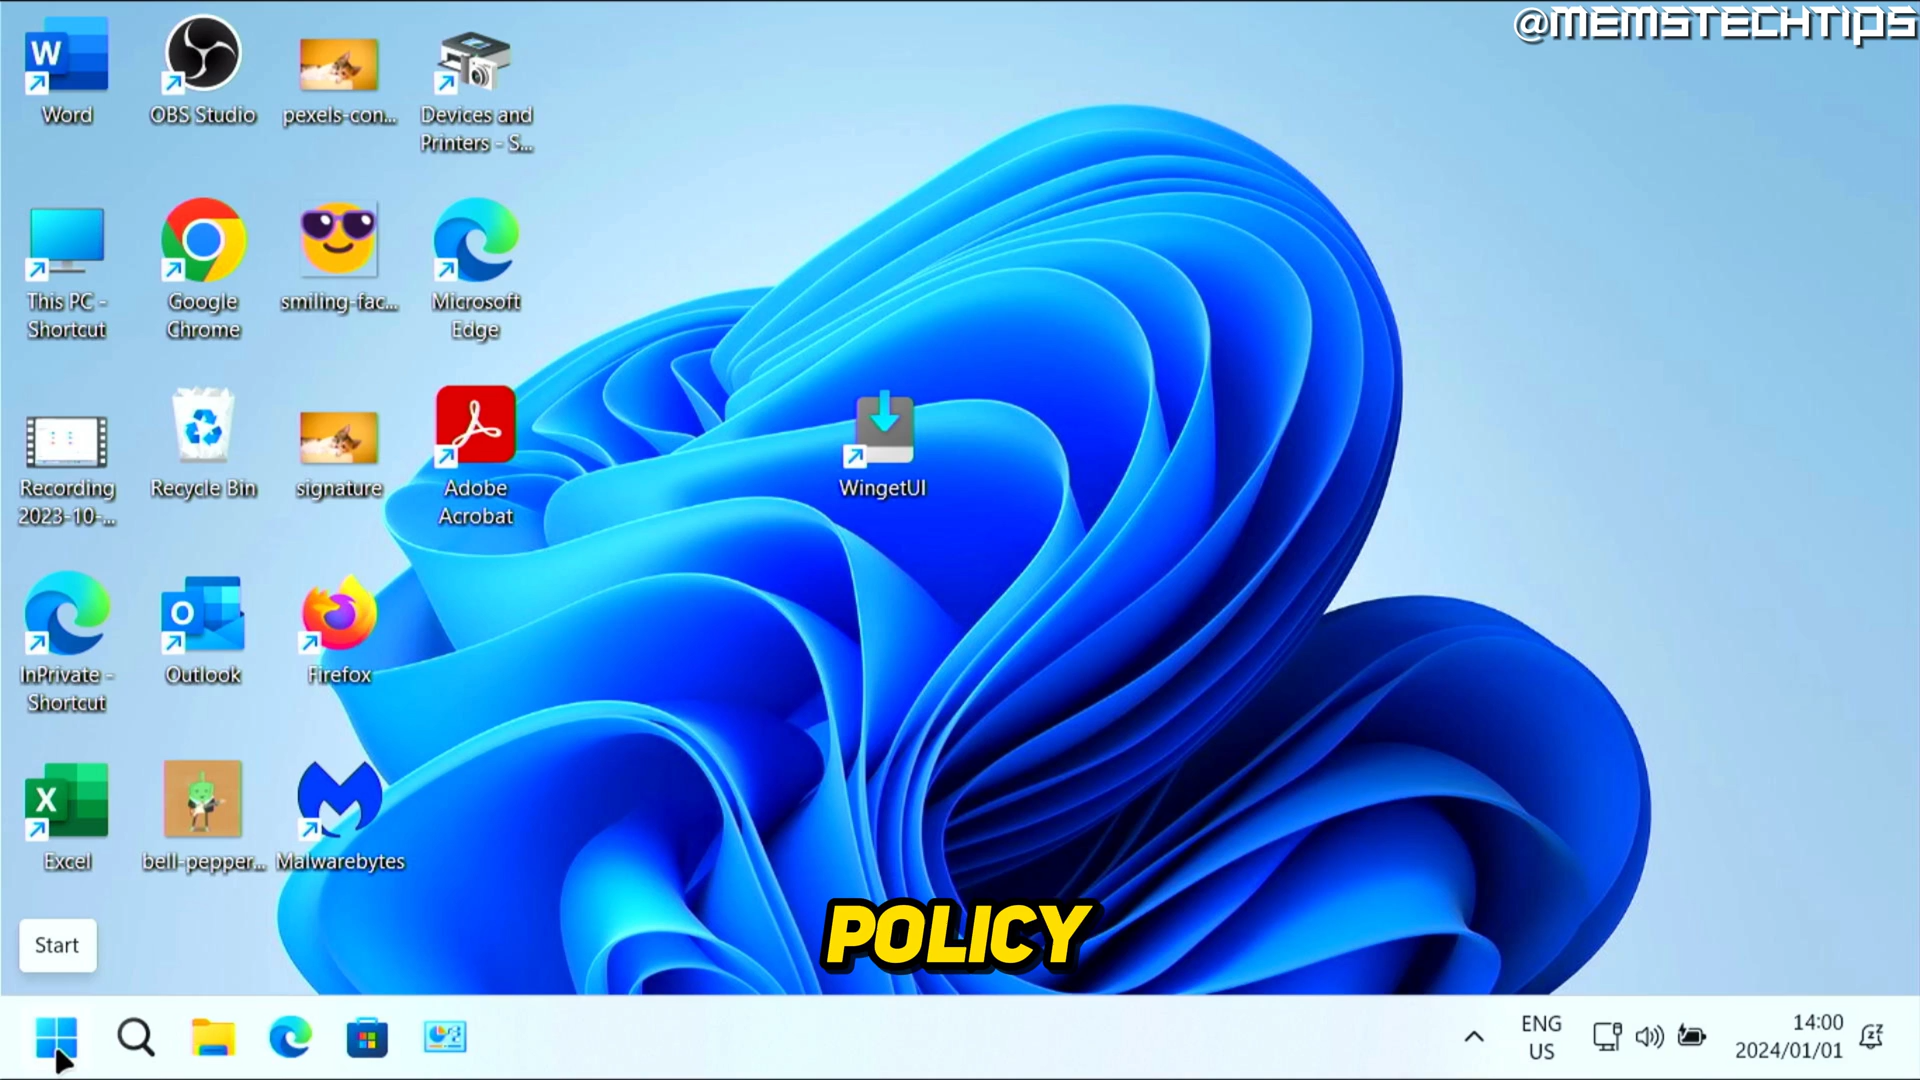 @MEMSTECHTIPS
Word
OBS Studio
pexels-con...
Devices and
Printers - S...
This PC -
Shortcut
Google
Chrome
smiling-fac...
Microsoft
Edge
Recording
2023-10-...
Recycle Bin
signature
Adobe
Acrobat
WingetUI
InPrivate -
Shortcut
Outlook
Firefox
Excel
bell-pepper...
Malwarebytes
POLICY
Start
ENG
US
14:00
2024/01/01